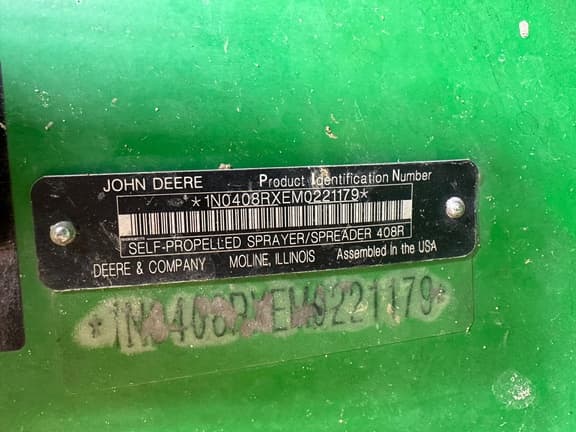 JOHN DEERE Product Identification Number
*1N0408RXEM0221179*
SELF-PROPELLED SPRAYER/SPREADER 408R
DEERE & COMPANY MOLINE, ILLINOIS Assembled In the USA
*1N0408RXEM0221179*